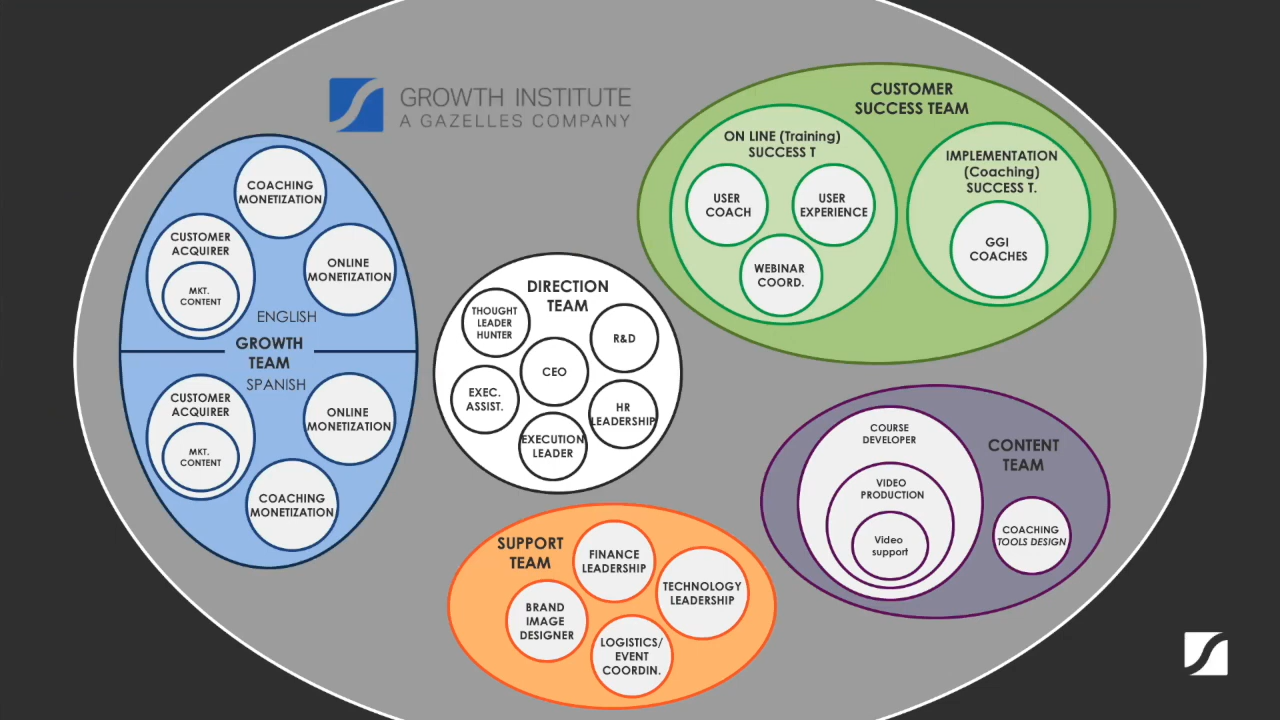 GROWTH INSTITUTE
A GAZELLES COMPANY
COACHING
MONETIZATION
CUSTOMER
ACQUIRER
MKT.
CONTENT
ONLINE
MONETIZATION
ENGLISH
GROWTH
TEAM
SPANISH
CUSTOMER
ACQUIRER
MKT.
CONTENT
ONLINE
MONETIZATION
COACHING
MONETIZATION
DIRECTION
TEAM
THOUGHT
LEADER
HUNTER
R&D
CEO
EXEC.
ASSIST.
HR
LEADERSHIP
EXECUTION
LEADER
CUSTOMER
SUCCESS TEAM
ON LINE (Training)
SUCCESS T
USER
COACH
USER
EXPERIENCE
WEBINAR
COORD.
IMPLEMENTATION
(Coaching)
SUCCESS T.
GGI
COACHES
SUPPORT
TEAM
FINANCE
LEADERSHIP
TECHNOLOGY
LEADERSHIP
BRAND
IMAGE
DESIGNER
LOGISTICS/
EVENT
COORDIN.
CONTENT
TEAM
COURSE
DEVELOPER
VIDEO
PRODUCTION
Video
support
COACHING
TOOLS DESIGN